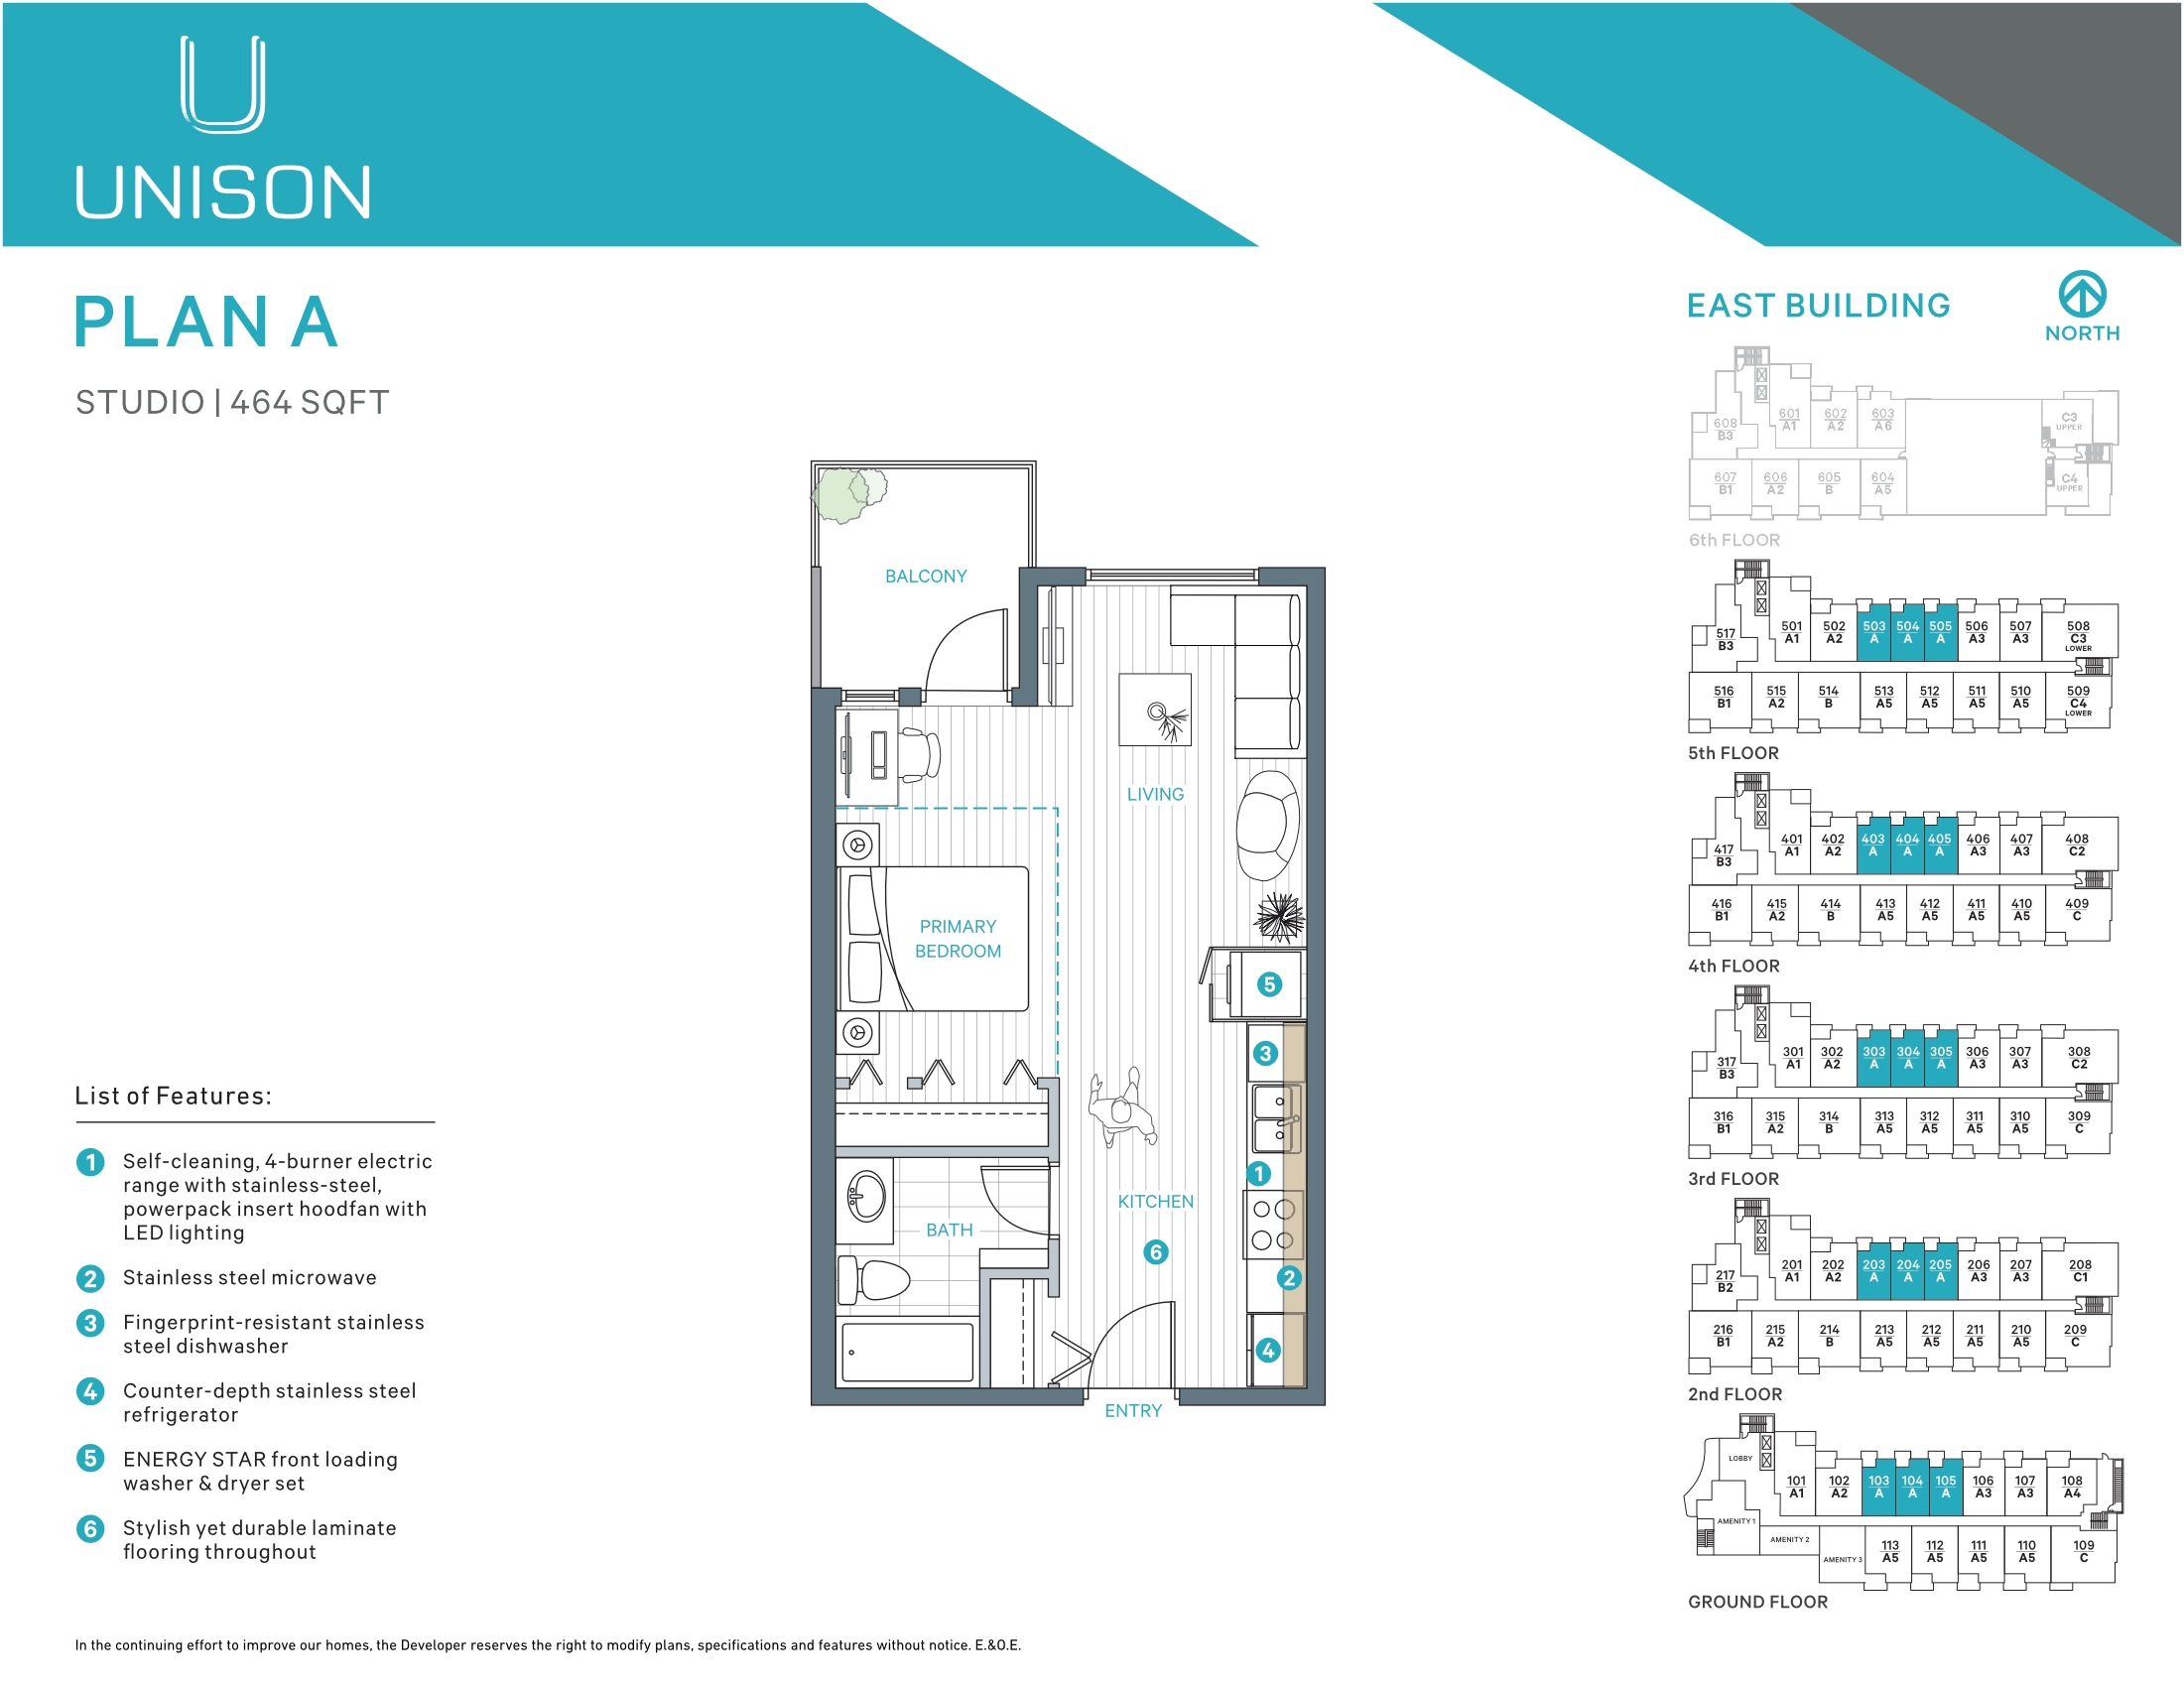 U
UNISON
PLAN A
STUDIO | 464 SQFT
BALCONY
LIVING
PRIMARY
BEDROOM
5
3
1
KITCHEN
BATH
6
2
4
ENTRY
List of Features:
1 Self-cleaning, 4-burner electric
range with stainless-steel,
powerpack insert hoodfan with
LED lighting
2 Stainless steel microwave
3 Fingerprint-resistant stainless
steel dishwasher
4 Counter-depth stainless steel
refrigerator
5 ENERGY STAR front loading
washer & dryer set
6 Stylish yet durable laminate
flooring throughout
EAST BUILDING
NORTH
601 602 603 C3
A1 A2 A6 UPPER
608
B3
607 606 605 604 C4
B1 A2 B A5 UPPER
6th FLOOR
501 502 503 504 505 506 507 508
A1 A2 A A A A3 A3 C3
LOWER
517
B3
516 515 514 513 512 511 510 509
B1 A2 B A5 A5 A5 A5 C4
LOWER
5th FLOOR
401 402 403 404 405 406 407 408
A1 A2 A A A A3 A3 C2
417
B3
416 415 414 413 412 411 410 409
B1 A2 B A5 A5 A5 A5 C
4th FLOOR
301 302 303 304 305 306 307 308
A1 A2 A A A A3 A3 C2
317
B3
316 315 314 313 312 311 310 309
B1 A2 B A5 A5 A5 A5 C
3rd FLOOR
201 202 203 204 205 206 207 208
A1 A2 A A A A3 A3 C1
217
B2
216 215 214 213 212 211 210 209
B1 A2 B A5 A5 A5 A5 C
2nd FLOOR
LOBBY
101 102 103 104 105 106 107 108
A1 A2 A A A A3 A3 A4
AMENITY 1
AMENITY 2
AMENITY 3
113 112 111 110 109
A5 A5 A5 A5 C
GROUND FLOOR
In the continuing effort to improve our homes, the Developer reserves the right to modify plans, specifications and features without notice. E.&O.E.